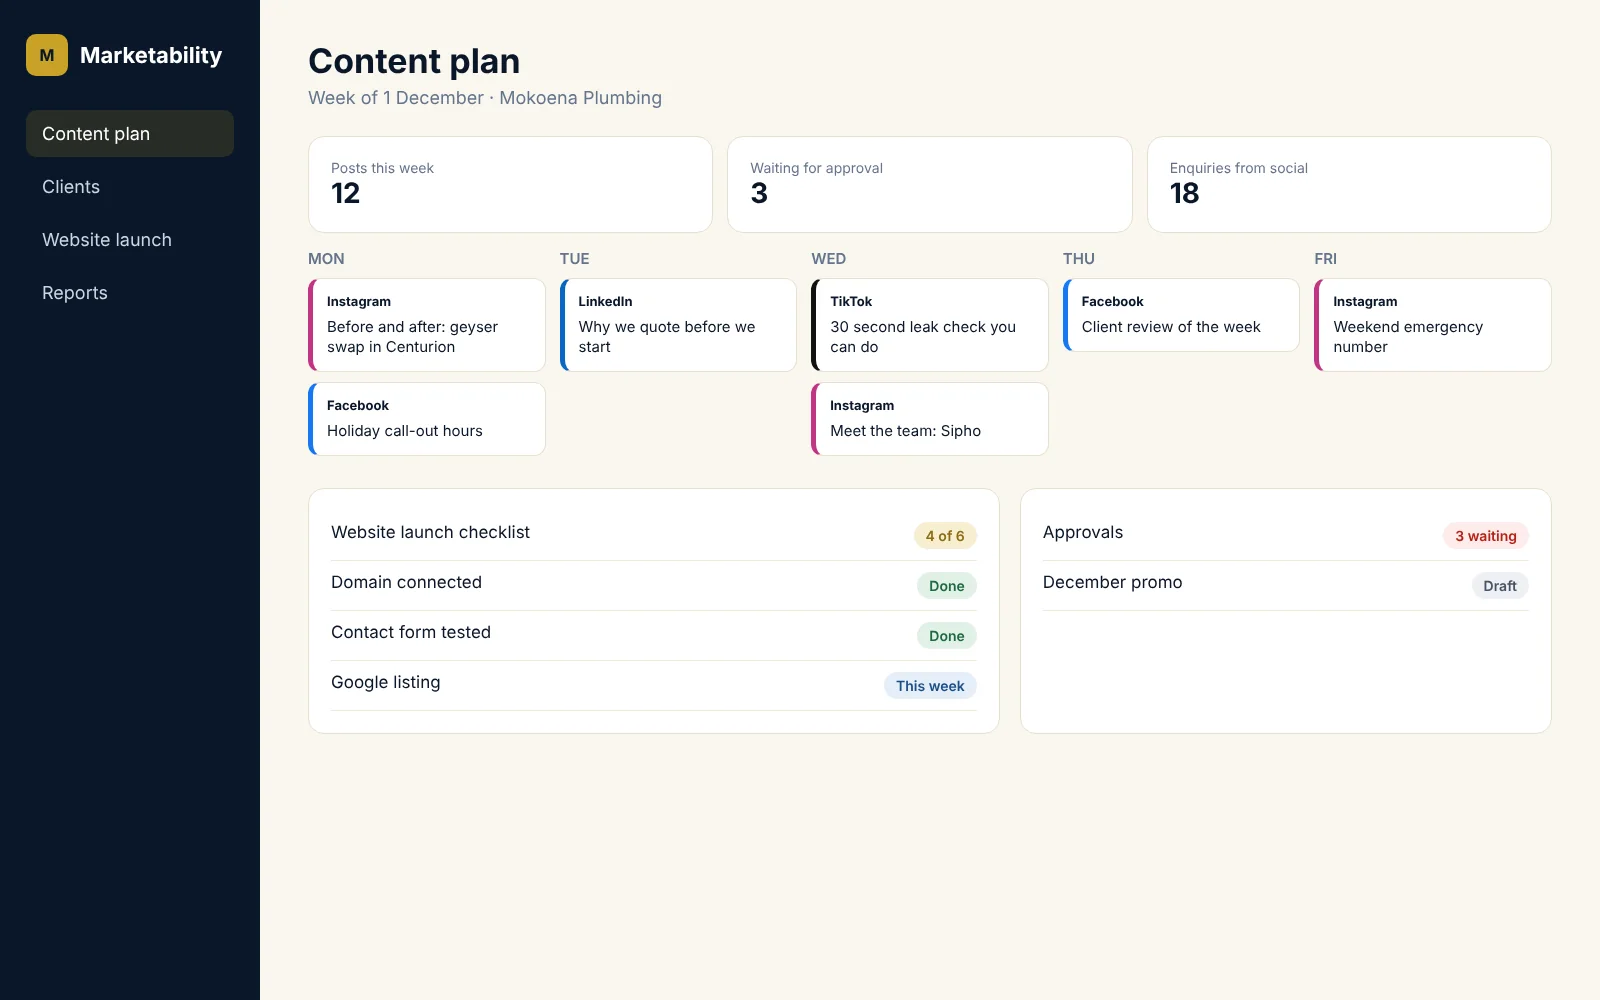 M
Marketability
Content plan
Clients
Website launch
Reports
Content plan
Week of 1 December · Mokoena Plumbing
Posts this week
12
Waiting for approval
3
Enquiries from social
18
MON
Instagram
Before and after: geyser
swap in Centurion
Facebook
Holiday call-out hours
TUE
LinkedIn
Why we quote before we
start
WED
TikTok
30 second leak check you
can do
Instagram
Meet the team: Sipho
THU
Facebook
Client review of the week
FRI
Instagram
Weekend emergency
number
Website launch checklist
4 of 6
Domain connected
Done
Contact form tested
Done
Google listing
This week
Approvals
3 waiting
December promo
Draft